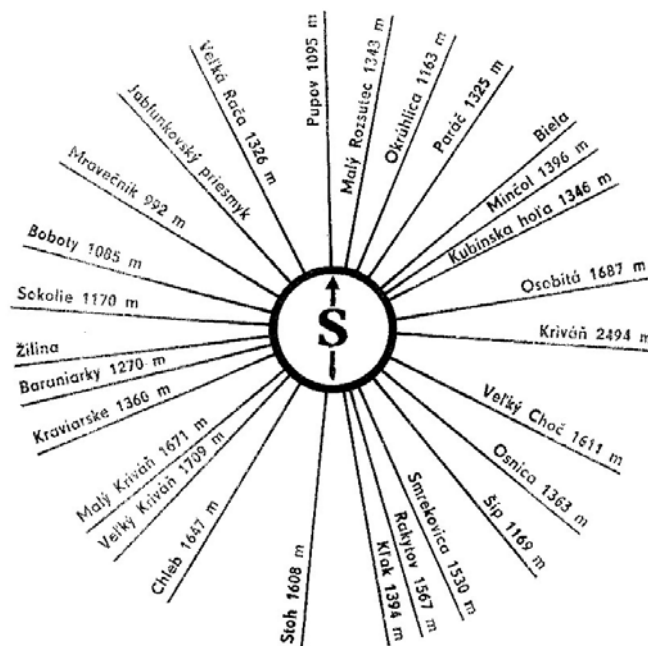 Pupov 1095 m
Malý Rozsutec 1343 m
Okrúhlica 1163 m
Paráč 1325 m
Biela
Minčol 1396 m
Kubínska hoľa 1346 m
Osobitá 1687 m
Kriváň 2494 m
Veľký Choč 1611 m
Osnica 1363 m
Šíp 1169 m
Smrekovica 1530 m
Rakytov 1567 m
Kľak 1394 m
Stoh 1608 m
Chleb 1647 m
Veľký Kriváň 1709 m
Malý Kriváň 1671 m
Kraviarske 1360 m
Baraniarky 1270 m
Žilina
Sokolie 1170 m
Boboty 1085 m
Mravečník 992 m
Jablunkovský priesmyk
Veľká Rača 1326 m
S